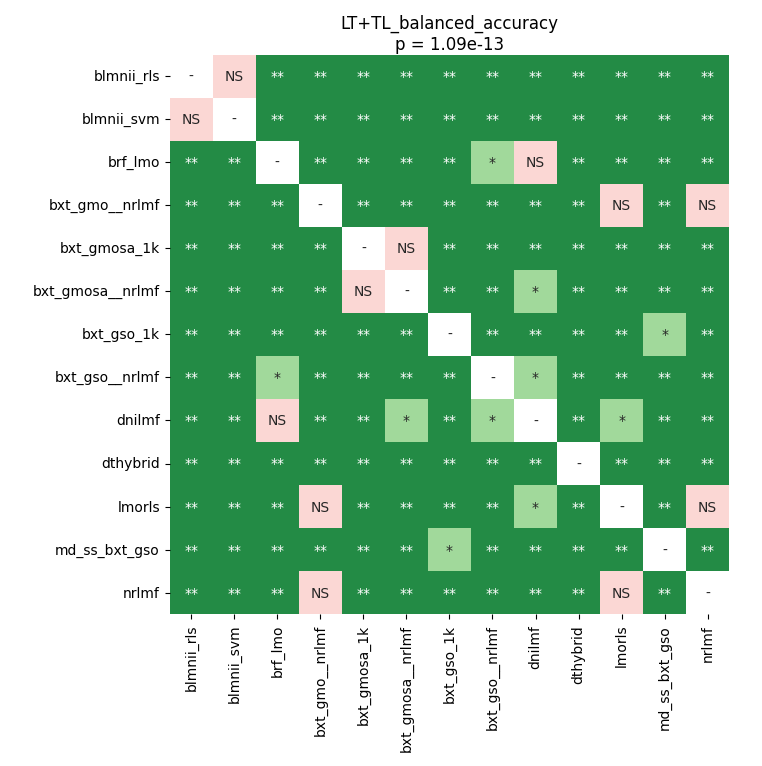 LT+TL_balanced_accuracy
p = 1.09e-13
blmnii_rls - NS ** ** ** ** ** ** ** ** ** ** **
blmnii_svm NS - ** ** ** ** ** ** ** ** ** ** **
brf_lmo ** ** - ** ** ** ** * NS ** ** ** **
bxt_gmo__nrlmf ** ** ** - ** ** ** ** ** ** NS ** NS
bxt_gmosa_1k ** ** ** ** - NS ** ** ** ** ** ** **
bxt_gmosa__nrlmf ** ** ** ** NS - ** ** * ** ** ** **
bxt_gso_1k ** ** ** ** ** ** - ** ** ** ** * **
bxt_gso__nrlmf ** ** * ** ** ** ** - * ** ** ** **
dnilmf ** ** NS ** ** * ** * - ** * ** **
dthybrid ** ** ** ** ** ** ** ** ** - ** ** **
lmorls ** ** ** NS ** ** ** ** * ** - ** NS
md_ss_bxt_gso ** ** ** ** ** ** * ** ** ** ** - **
nrlmf ** ** ** NS ** ** ** ** ** ** NS ** -
blmnii_rls
blmnii_svm
brf_lmo
bxt_gmo__nrlmf
bxt_gmosa_1k
bxt_gmosa__nrlmf
bxt_gso_1k
bxt_gso__nrlmf
dnilmf
dthybrid
lmorls
md_ss_bxt_gso
nrlmf